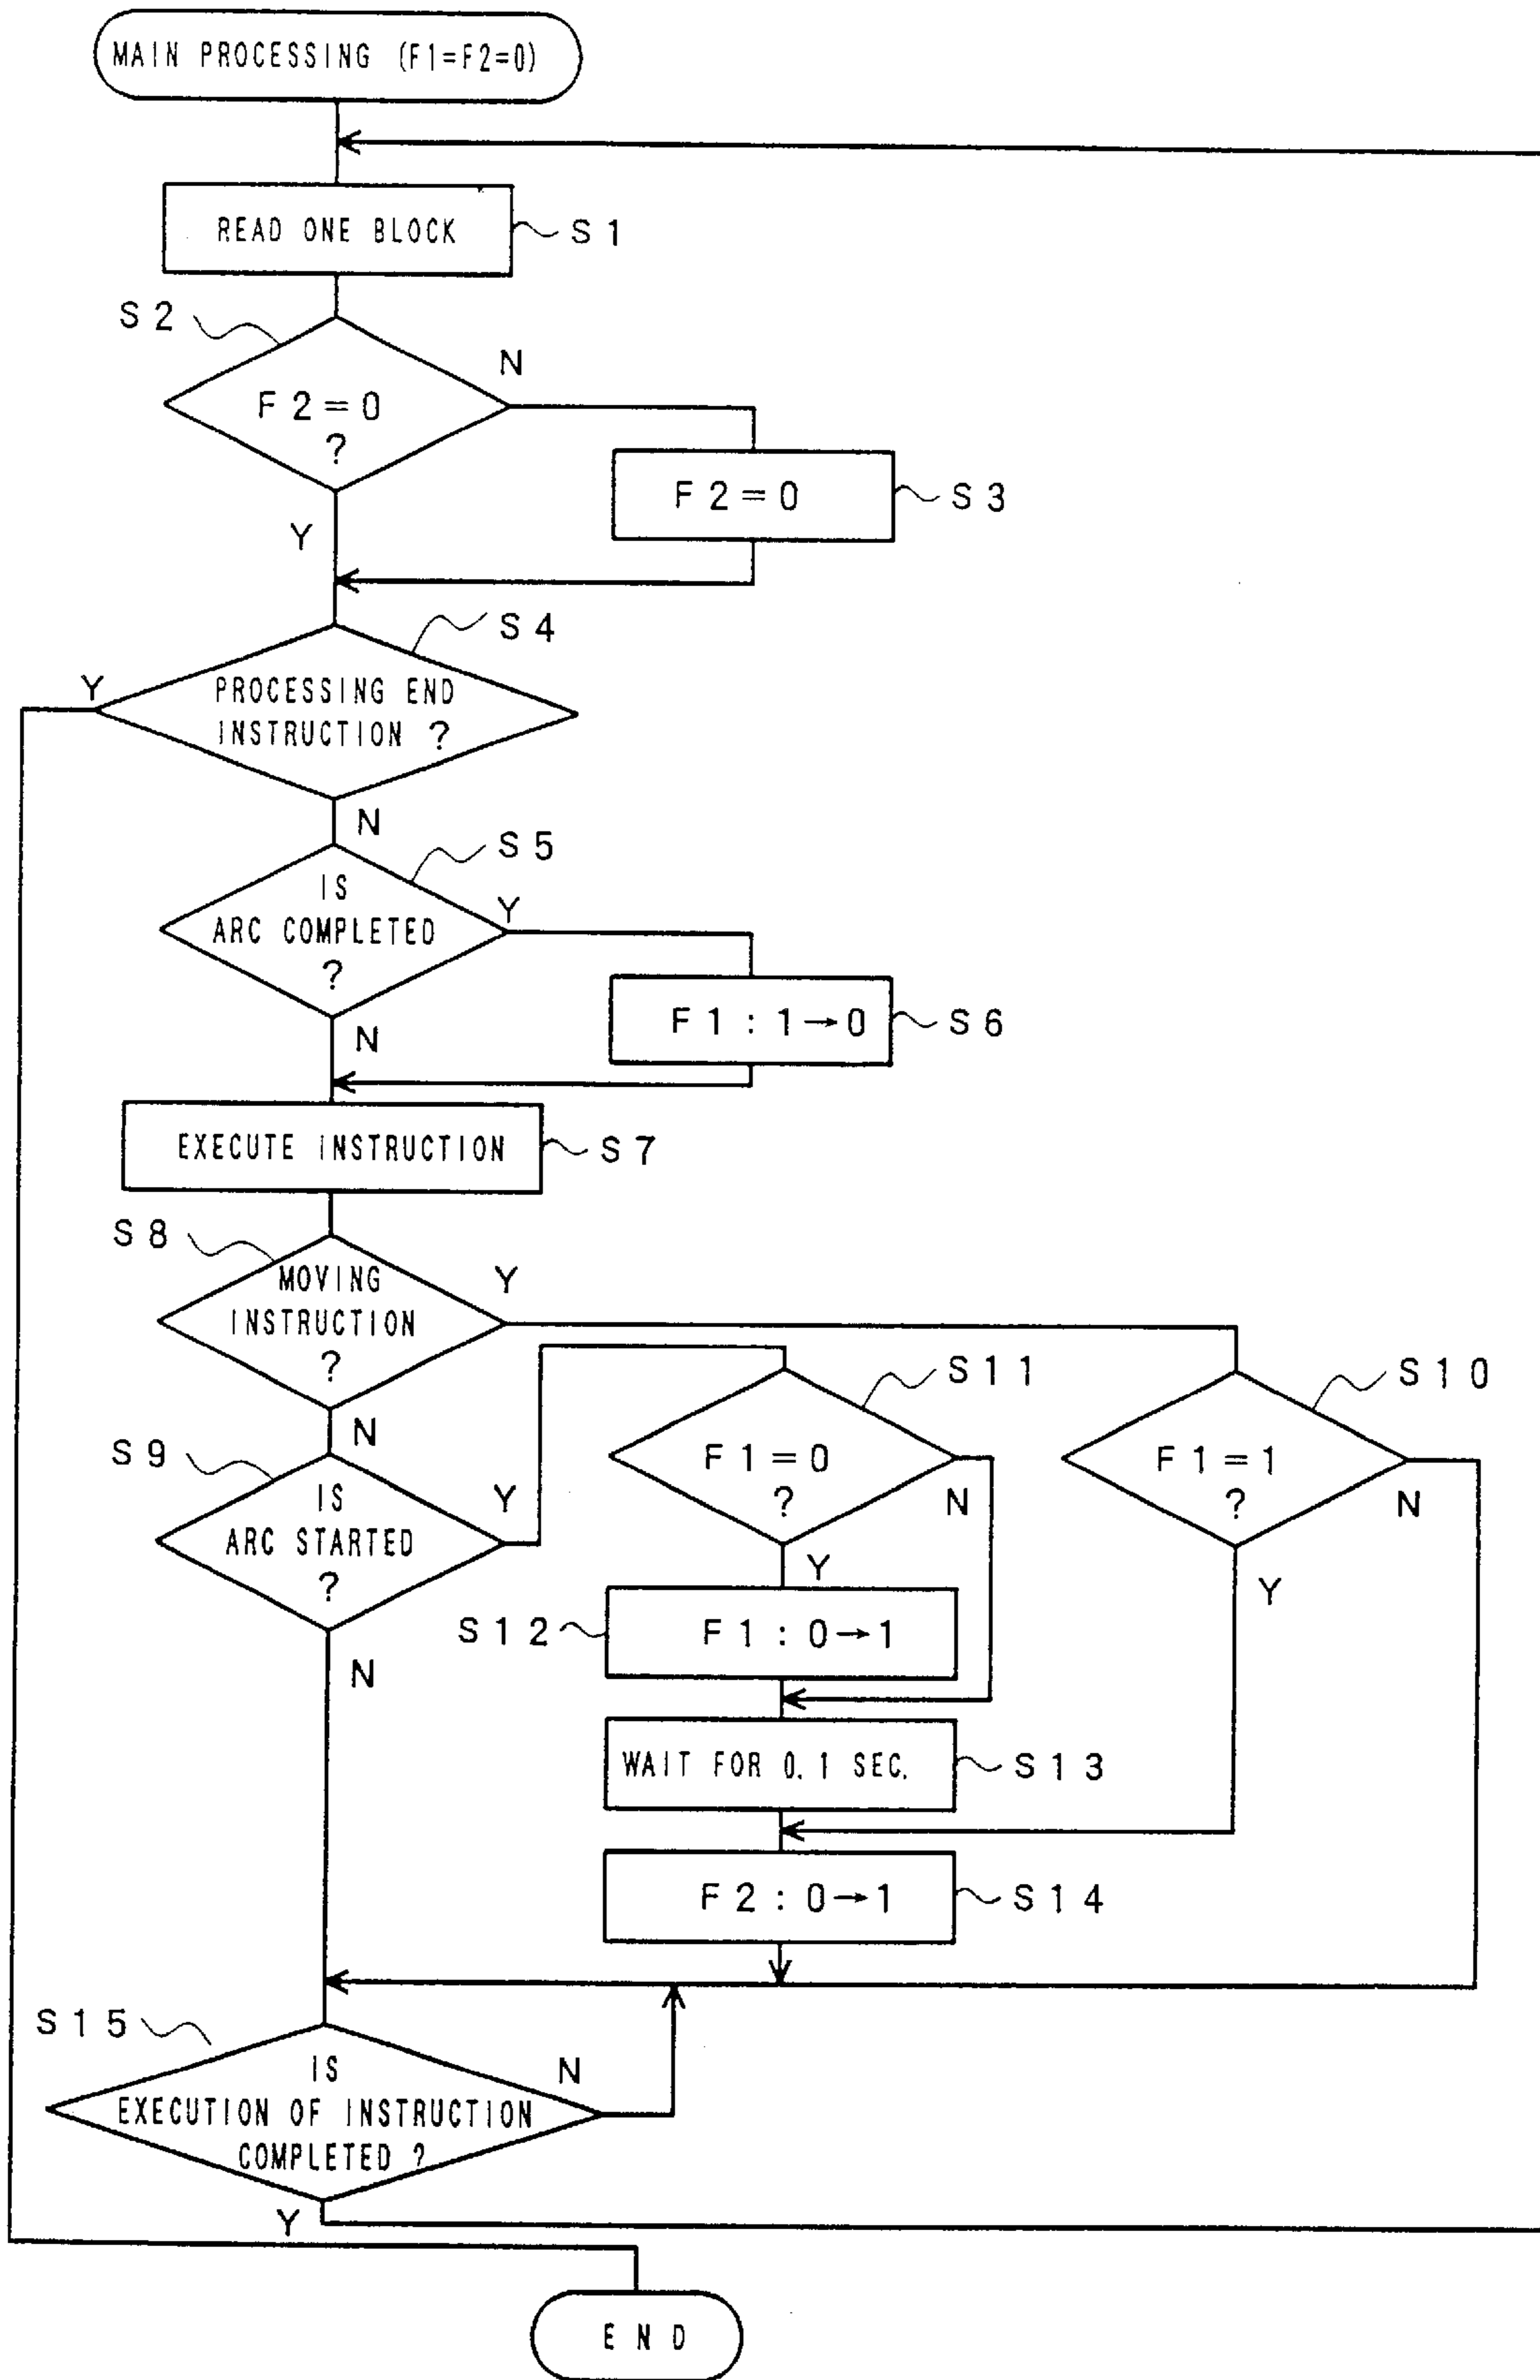 MAIN PROCESSING (F1=F2=0)
READ ONE BLOCK
S1
S2
N
F2=0
?
F2=0
S3
Y
S4
Y
PROCESSING END
INSTRUCTION ?
N
S5
IS
ARC COMPLETED
?
Y
F1 : 1→0
S6
N
EXECUTE INSTRUCTION
S7
S8
MOVING
INSTRUCTION
?
Y
N
S9
IS
ARC STARTED
?
Y
S11
F1=0
?
N
Y
S10
F1=1
?
N
Y
S12
F1 : 0→1
N
WAIT FOR 0.1 SEC.
S13
F2 : 0→1
S14
S15
IS
EXECUTION OF INSTRUCTION
COMPLETED ?
N
Y
END